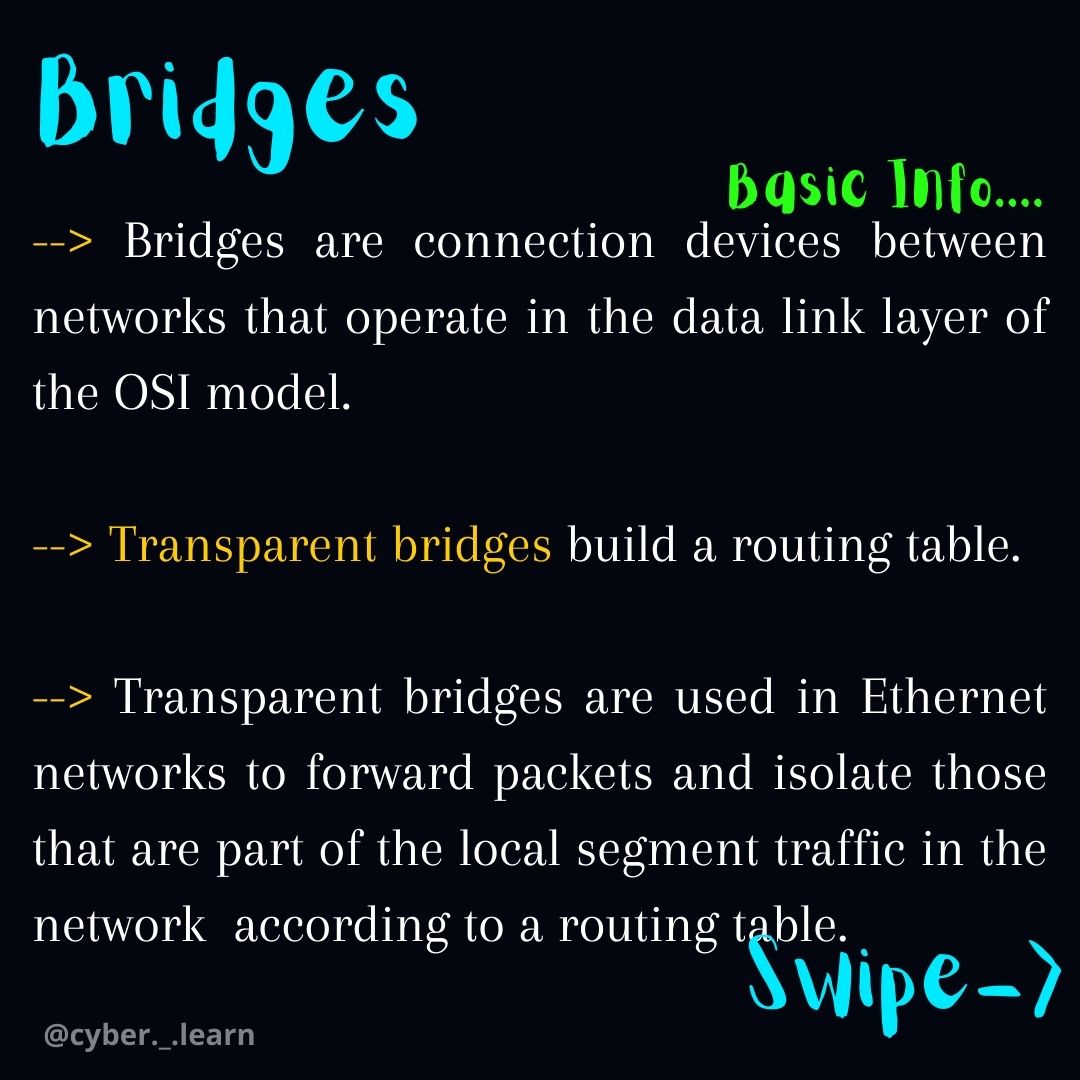 Bridges
Basic Info....
--> Bridges are connection devices between
networks that operate in the data link layer of
the OSI model.
--> Transparent bridges build a routing table.
--> Transparent bridges are used in Ethernet
networks to forward packets and isolate those
that are part of the local segment traffic in the
network  according to a routing table.
Swipe->
@cyber._.learn